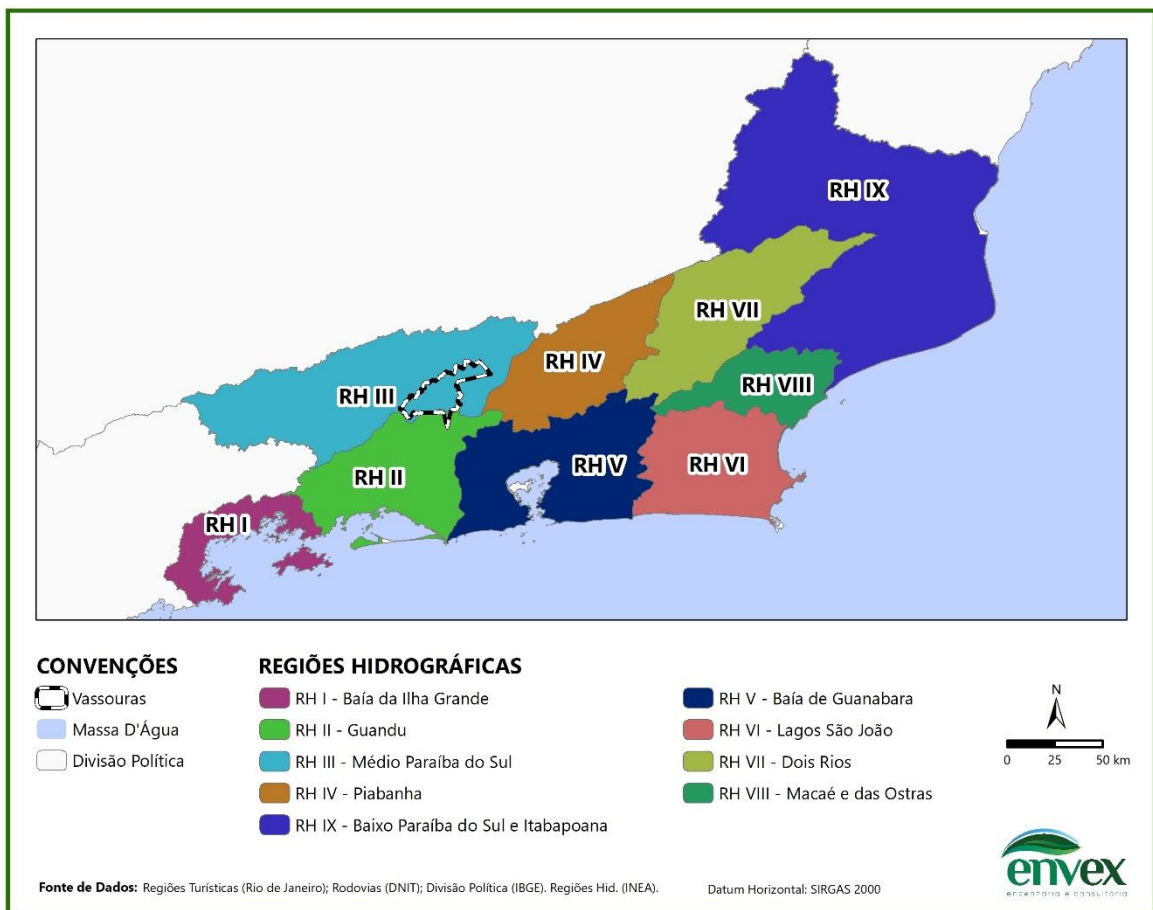 RH IX
RH VII
RH IV
RH VIII
RH III
RH V
RH VI
RH II
RH I
CONVENÇÕES
Vassouras
Massa D'Água
Divisão Política
REGIÕES HIDROGRÁFICAS
RH I - Baía da Ilha Grande
RH II - Guandu
RH III - Médio Paraíba do Sul
RH IV - Piabanha
RH IX - Baixo Paraíba do Sul e Itabapoana
RH V - Baía de Guanabara
RH VI - Lagos São João
RH VII - Dois Rios
RH VIII - Macaé e das Ostras
N
0 25 50 km
Fonte de Dados: Regiões Turísticas (Rio de Janeiro); Rodovias (DNIT); Divisão Política (IBGE). Regiões Hid. (INEA).
Datum Horizontal: SIRGAS 2000
envex
engenharia e consultoria